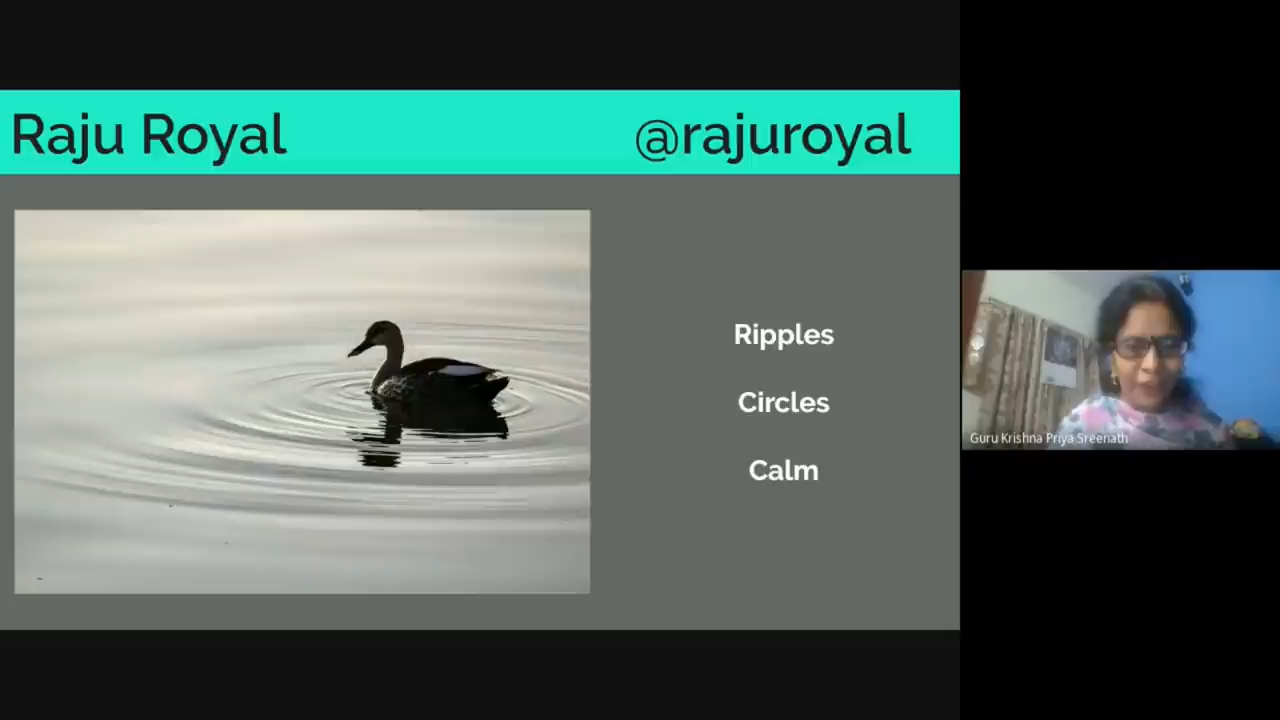 Raju Royal @rajuroyal
Ripples
Circles
Calm
Guru Krishna Priya Sreenath